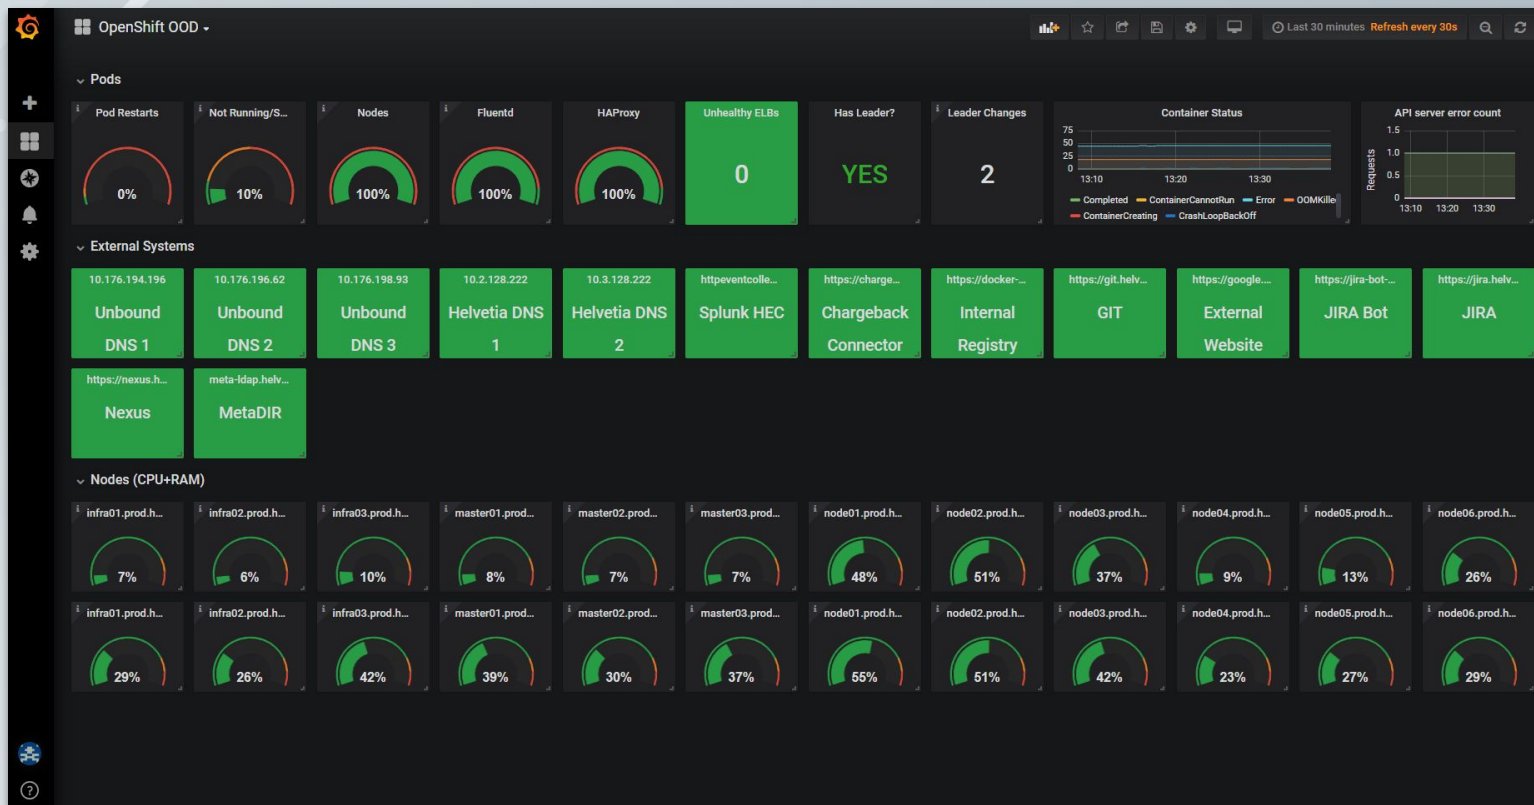 OpenShift OOD
Last 30 minutes Refresh every 30s
Pods
Pod Restarts
0%
Not Running/S...
10%
Nodes
100%
Fluentd
100%
HAProxy
100%
Unhealthy ELBs
0
Has Leader?
YES
Leader Changes
2
Container Status
75
50
25
0
13:10 13:20 13:30
Completed ContainerCannotRun Error OOMKille
ContainerCreating CrashLoopBackOff
API server error count
Requests
1.5
1.0
0.5
0
13:10 13:20 13:30
External Systems
10.176.194.196
Unbound
DNS 1
10.176.196.62
Unbound
DNS 2
10.176.198.93
Unbound
DNS 3
10.2.128.222
Helvetia DNS
1
10.3.128.222
Helvetia DNS
2
httpeventcolle...
Splunk HEC
https://charge...
Chargeback
Connector
https://docker-...
Internal
Registry
https://git.helv...
GIT
https://google....
External
Website
https://jira-bot-...
JIRA Bot
https://jira.helv...
JIRA
https://nexus.h...
Nexus
meta-ldap.helv...
MetaDIR
Nodes (CPU+RAM)
infra01.prod.h...
7%
infra02.prod.h...
6%
infra03.prod.h...
10%
master01.prod...
8%
master02.prod...
7%
master03.prod...
7%
node01.prod.h...
48%
node02.prod.h...
51%
node03.prod.h...
37%
node04.prod.h...
9%
node05.prod.h...
13%
node06.prod.h...
26%
infra01.prod.h...
29%
infra02.prod.h...
26%
infra03.prod.h...
42%
master01.prod...
39%
master02.prod...
30%
master03.prod...
37%
node01.prod.h...
55%
node02.prod.h...
51%
node03.prod.h...
42%
node04.prod.h...
23%
node05.prod.h...
27%
node06.prod.h...
29%